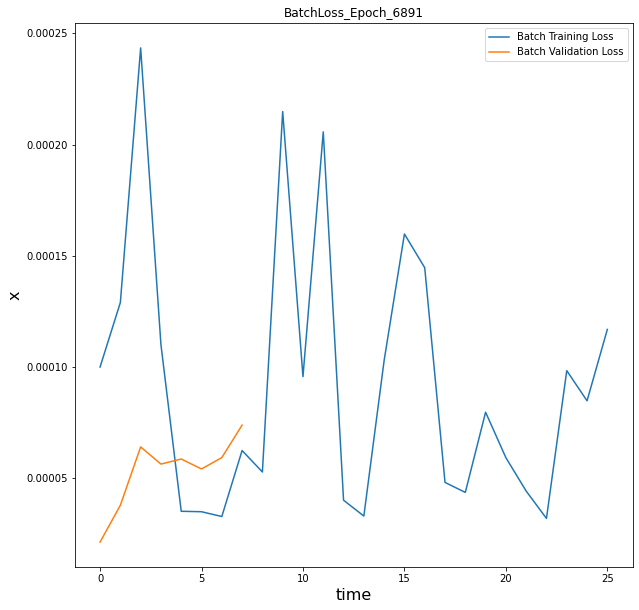 BatchLoss_Epoch_6891
Batch Training Loss
Batch Validation Loss
0.00025
0.00020
0.00015
0.00010
0.00005
x
0 5 10 15 20 25
time